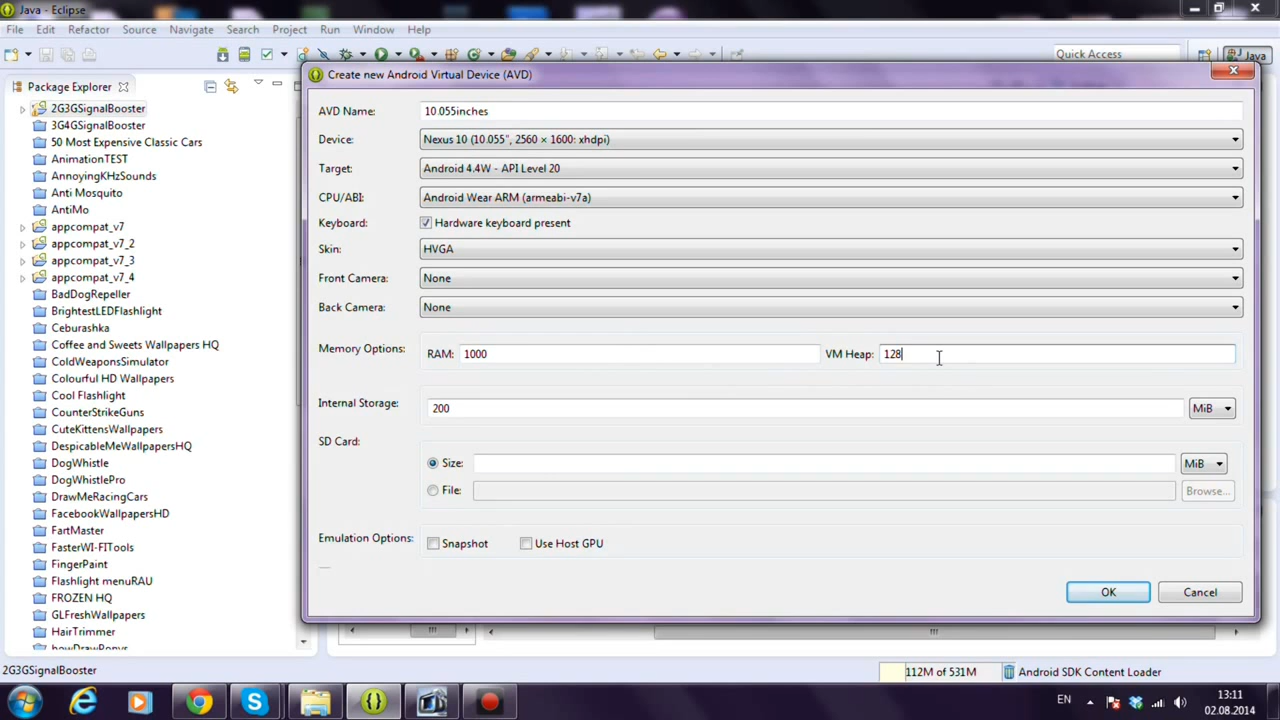 Java - Eclipse
File Edit Refactor Source Navigate Search Project Run Window Help
Quick Access
Java
Package Explorer
2G3GSignalBooster
3G4GSignalBooster
50 Most Expensive Classic Cars
AnimationTEST
AnnoyingKHzSounds
Anti Mosquito
AntiMo
appcompat_v7
appcompat_v7_2
appcompat_v7_3
appcompat_v7_4
BadDogRepeller
BrightestLEDFlashlight
Ceburashka
Coffee and Sweets Wallpapers HQ
ColdWeaponsSimulator
Colourful HD Wallpapers
Cool Flashlight
CounterStrikeGuns
CuteKittensWallpapers
DespicableMeWallpapersHQ
DogWhistle
DogWhistlePro
DrawMeRacingCars
FacebookWallpapersHD
FartMaster
FasterWI-FITools
FingerPaint
Flashlight menuRAU
FROZEN HQ
GLFreshWallpapers
HairTrimmer
howDrawPonys
Create new Android Virtual Device (AVD)
AVD Name: 10.055inches
Device: Nexus 10 (10.055", 2560 × 1600: xhdpi)
Target: Android 4.4W - API Level 20
CPU/ABI: Android Wear ARM (armeabi-v7a)
Keyboard: Hardware keyboard present
Skin: HVGA
Front Camera: None
Back Camera: None
Memory Options: RAM: 1000 VM Heap: 128
Internal Storage: 200 MiB
SD Card:
Size: MiB
File: Browse...
Emulation Options: Snapshot Use Host GPU
OK Cancel
2G3GSignalBooster 112M of 531M Android SDK Content Loader
EN 13:11
02.08.2014